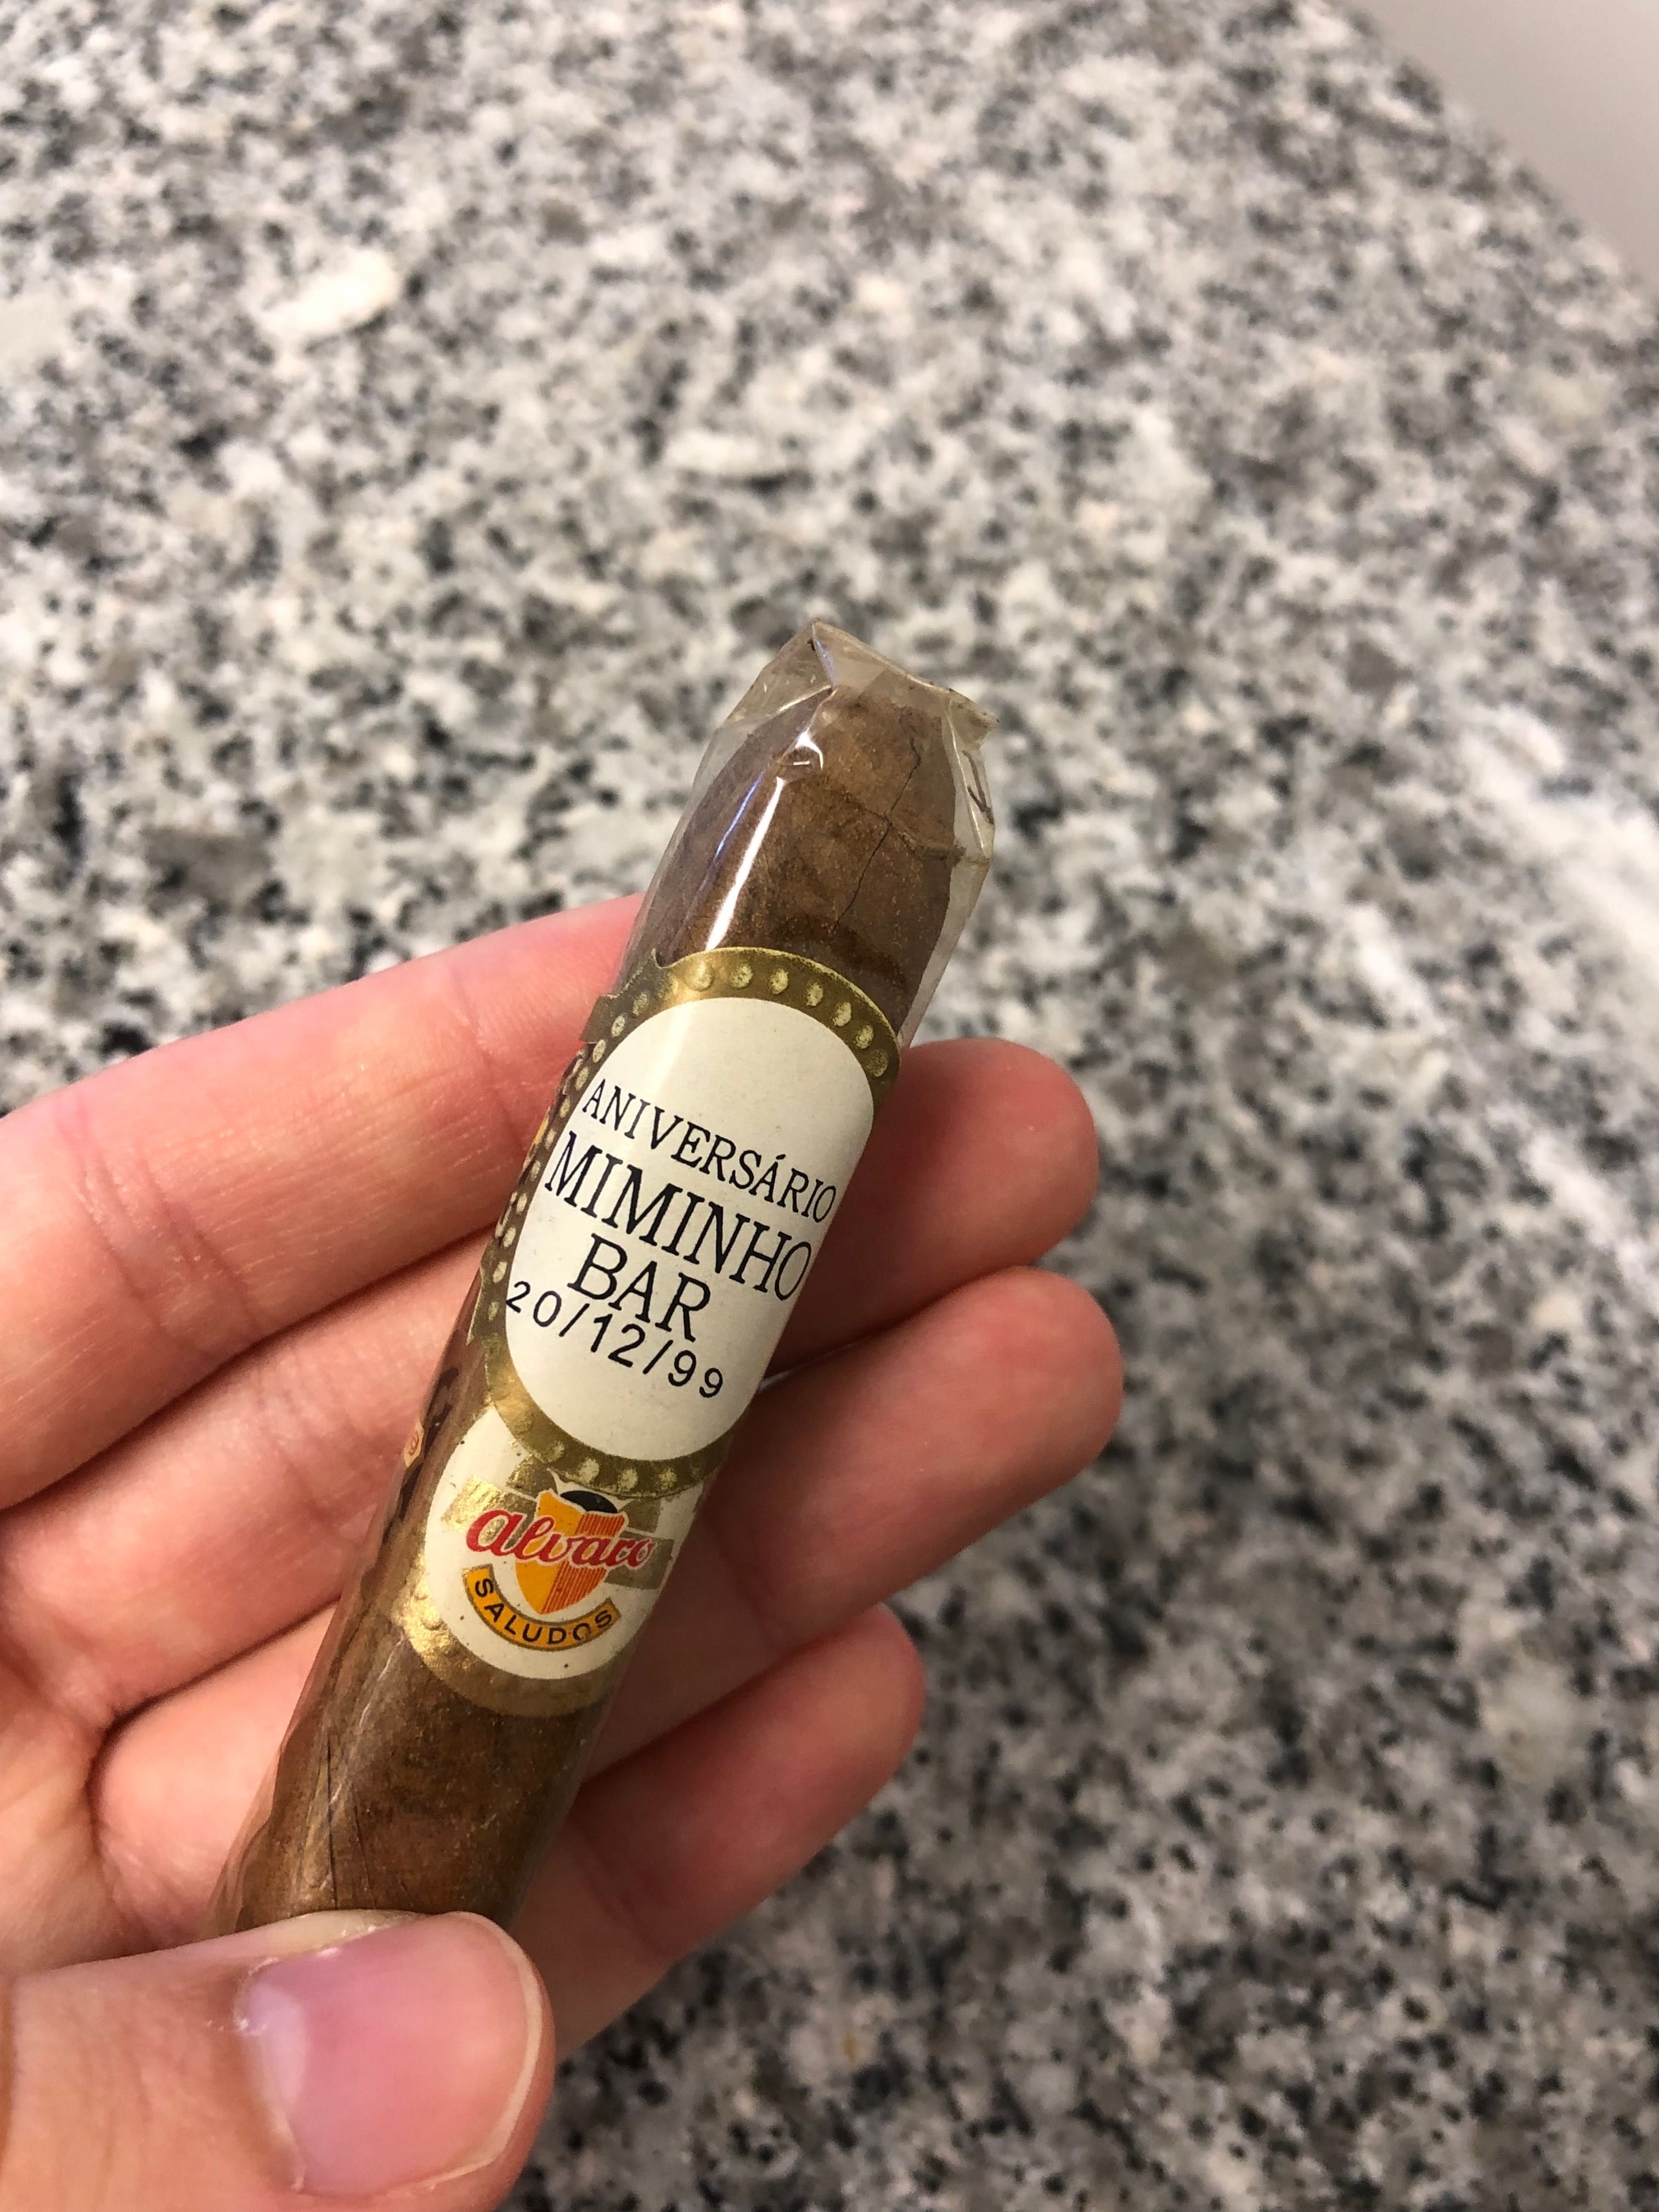 ANIVERSÁRIO
MIMINHO
BAR
20/12/99
alvaro
SALUDOS